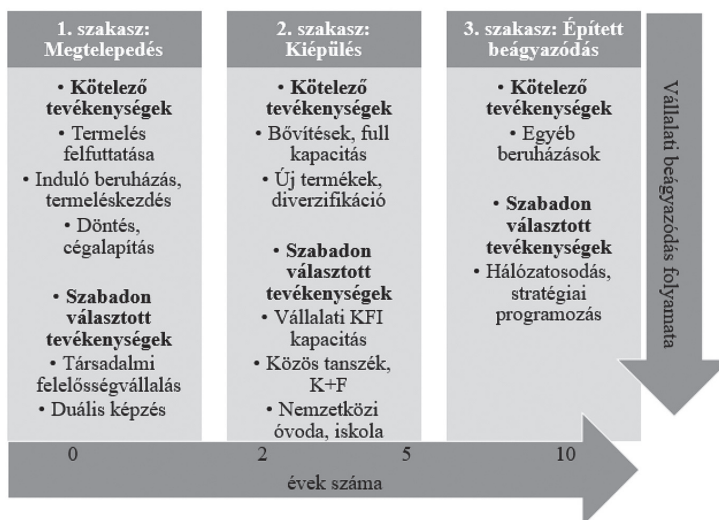 1. szakasz:
Megtelepedés
• Kötelező
tevékenységek
• Termelés
felfuttatása
• Induló beruházás,
termeléskezdés
• Döntés,
cégalapítás
• Szabadon
választott
tevékenységek
• Társadalmi
felelősségvállalás
• Duális képzés
2. szakasz:
Kiépülés
• Kötelező
tevékenységek
• Bővítések, full
kapacitás
• Új termékek,
diverzifikáció
• Szabadon
választott
tevékenységek
• Vállalati KFI
kapacitás
• Közös tanszék,
K+F
• Nemzetközi
óvoda, iskola
3. szakasz: Épített
beágyazódás
• Kötelező
tevékenységek
• Egyéb
beruházások
• Szabadon
választott
tevékenységek
• Hálózatosodás,
stratégiai
programozás
Vállalati beágyazódás folyamata
0 2 5 10
évek száma